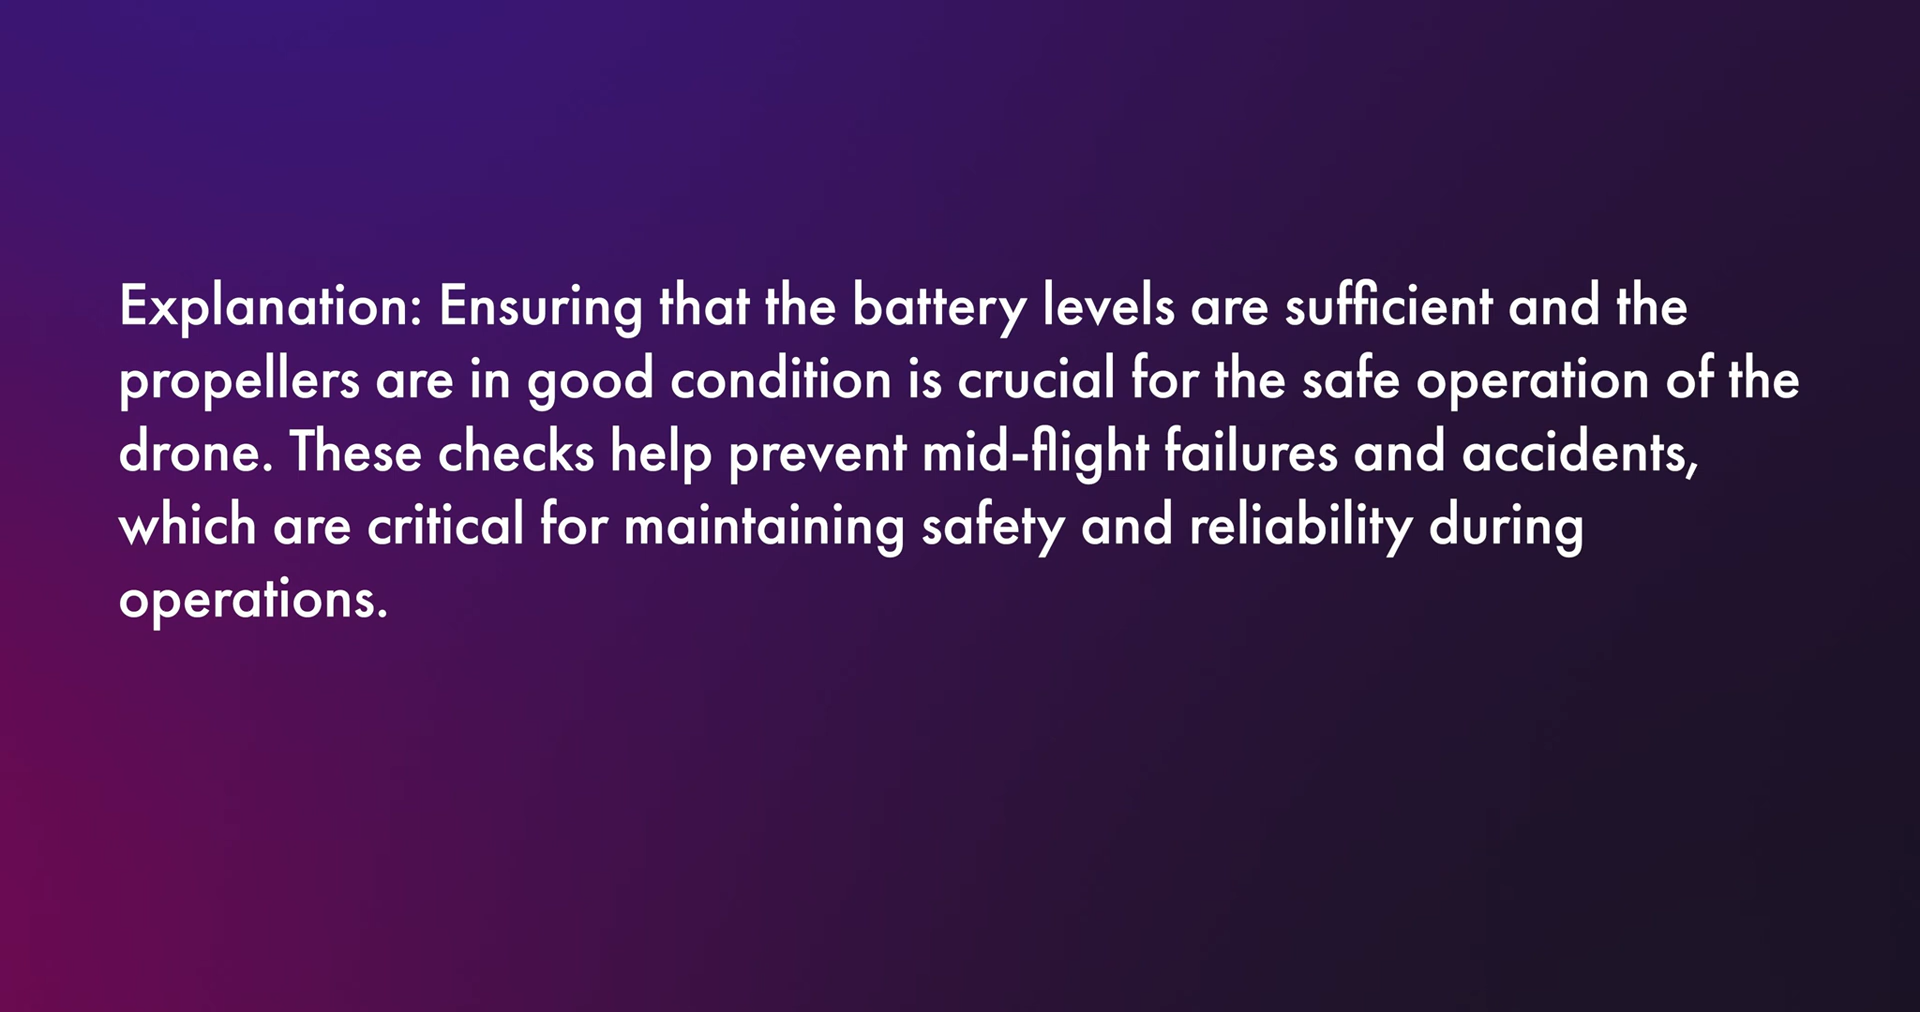 Explanation: Ensuring that the battery levels are sufficient and the
propellers are in good condition is crucial for the safe operation of the
drone. These checks help prevent mid-flight failures and accidents,
which are critical for maintaining safety and reliability during
operations.